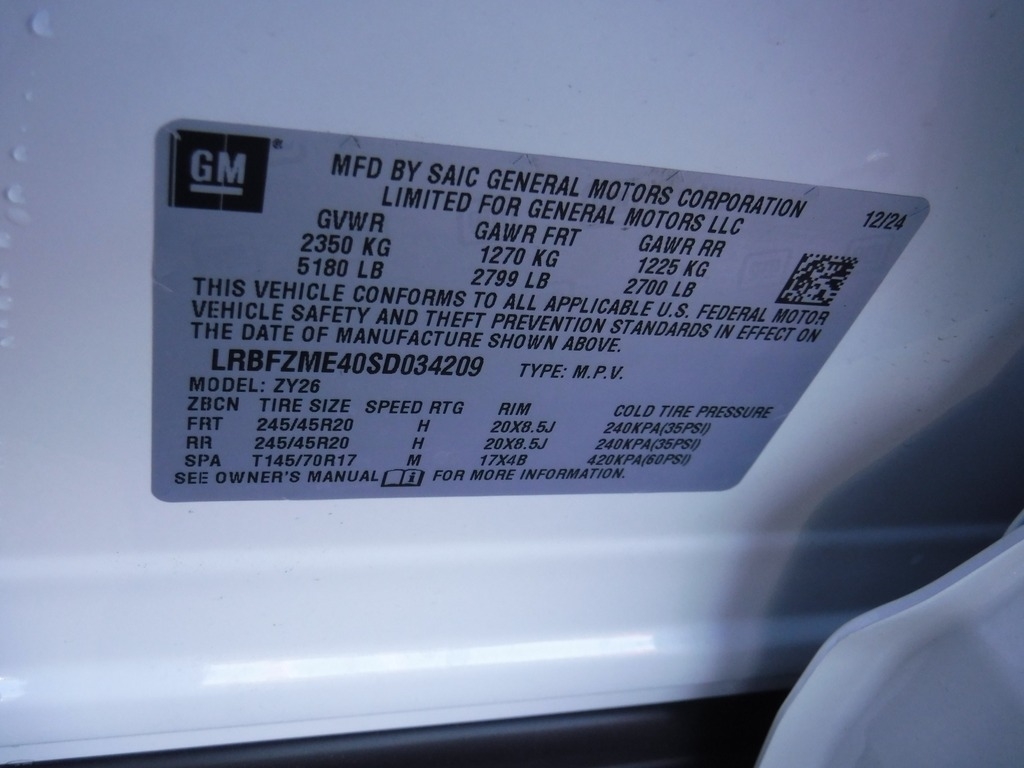 GM ®
MFD BY SAIC GENERAL MOTORS CORPORATION
LIMITED FOR GENERAL MOTORS LLC
12/24
GVWR GAWR FRT GAWR RR
2350 KG 1270 KG 1225 KG
5180 LB 2799 LB 2700 LB
THIS VEHICLE CONFORMS TO ALL APPLICABLE U.S. FEDERAL MOTOR
VEHICLE SAFETY AND THEFT PREVENTION STANDARDS IN EFFECT ON
THE DATE OF MANUFACTURE SHOWN ABOVE.
LRBFZME40SD034209 TYPE: M.P.V.
MODEL: ZY26
ZBCN TIRE SIZE SPEED RTG RIM COLD TIRE PRESSURE
FRT 245/45R20 H 20X8.5J 240KPA(35PSI)
RR 245/45R20 H 20X8.5J 240KPA(35PSI)
SPA T145/70R17 M 17X4B 420KPA(60PSI)
SEE OWNER'S MANUAL FOR MORE INFORMATION.